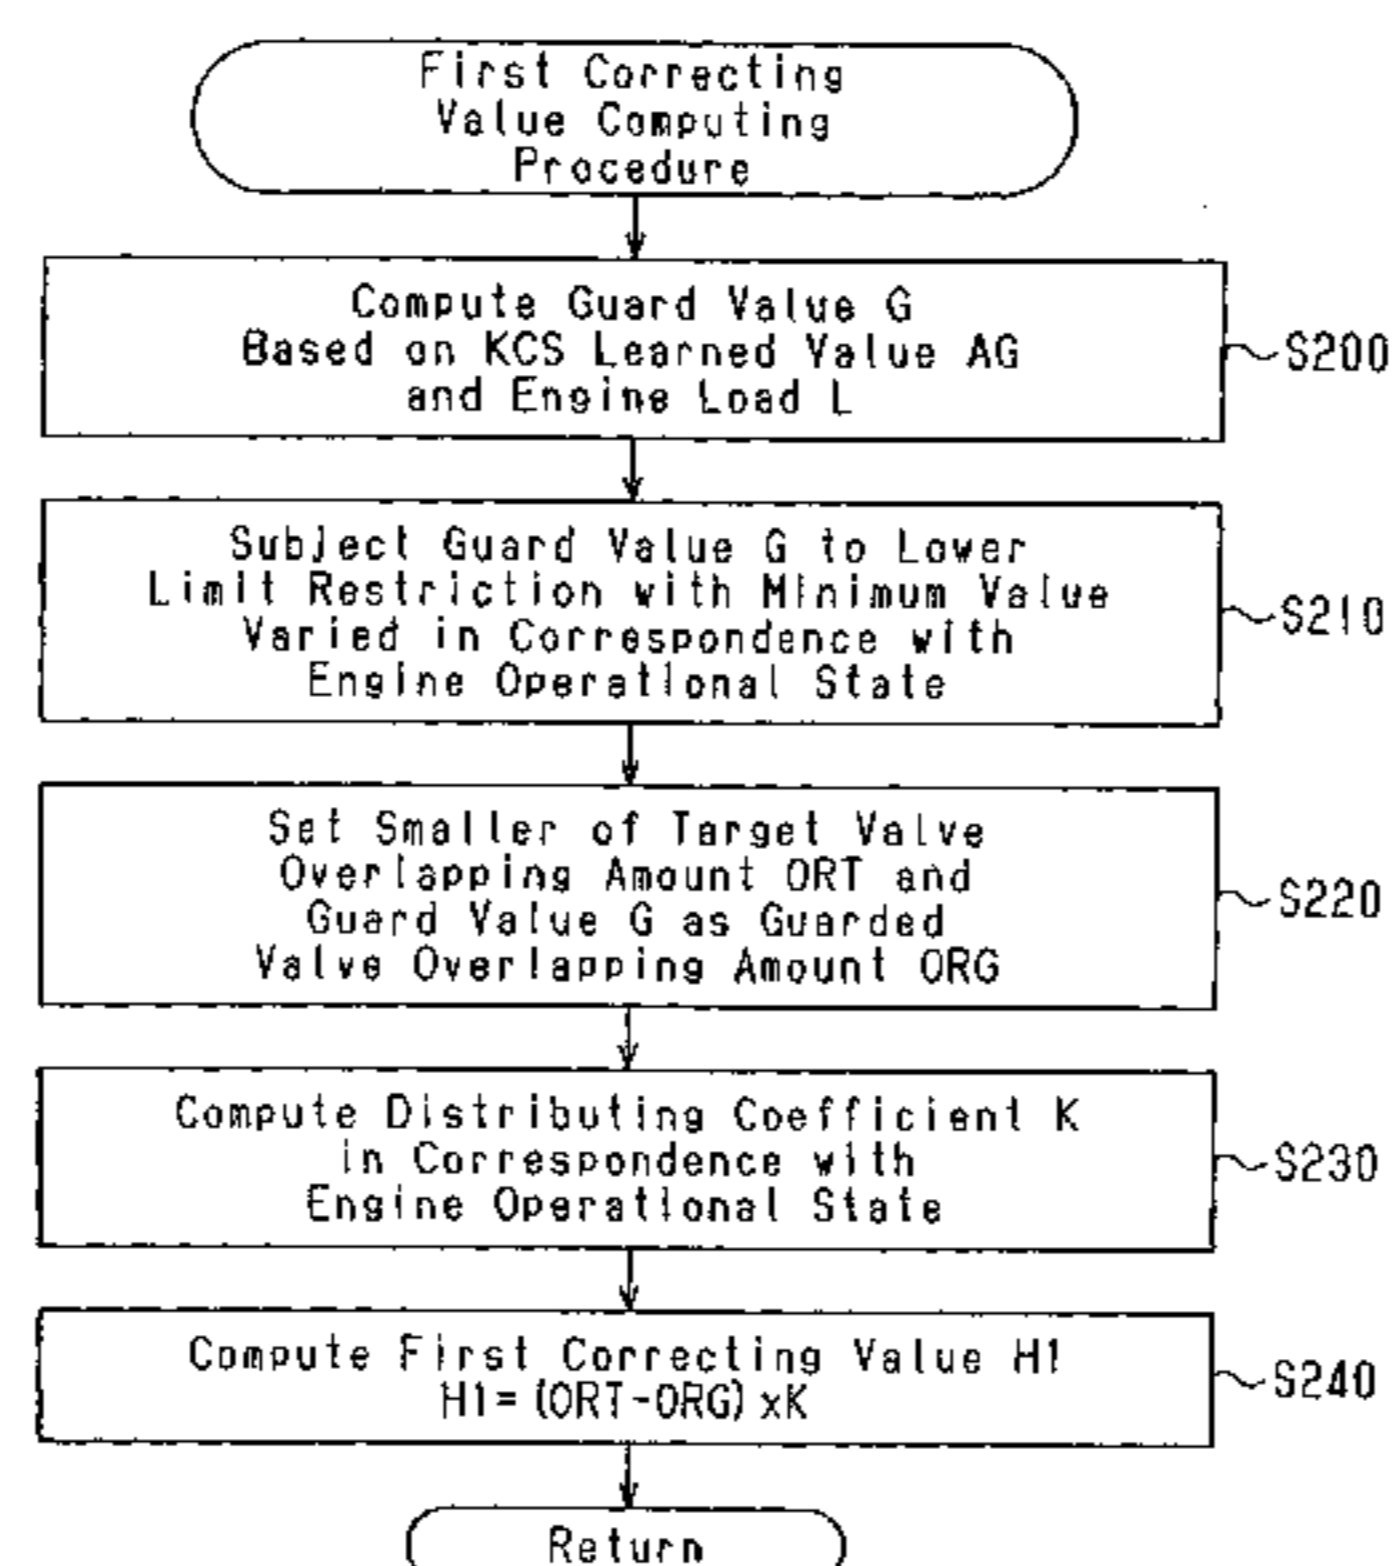 First Correcting
Value Computing
Procedure
Compute Guard Value G
Based on KCS Learned Value AG
and Engine Load L
S200
Subject Guard Value G to Lower
Limit Restriction with Minimum Value
Varied in Correspondence with
Engine Operational State
S210
Set Smaller of Target Valve
Overlapping Amount ORT and
Guard Value G as Guarded
Valve Overlapping Amount ORG
S220
Compute Distributing Coefficient K
in Correspondence with
Engine Operational State
S230
Compute First Correcting Value H1
H1= (ORT-ORG) xK
S240
Return